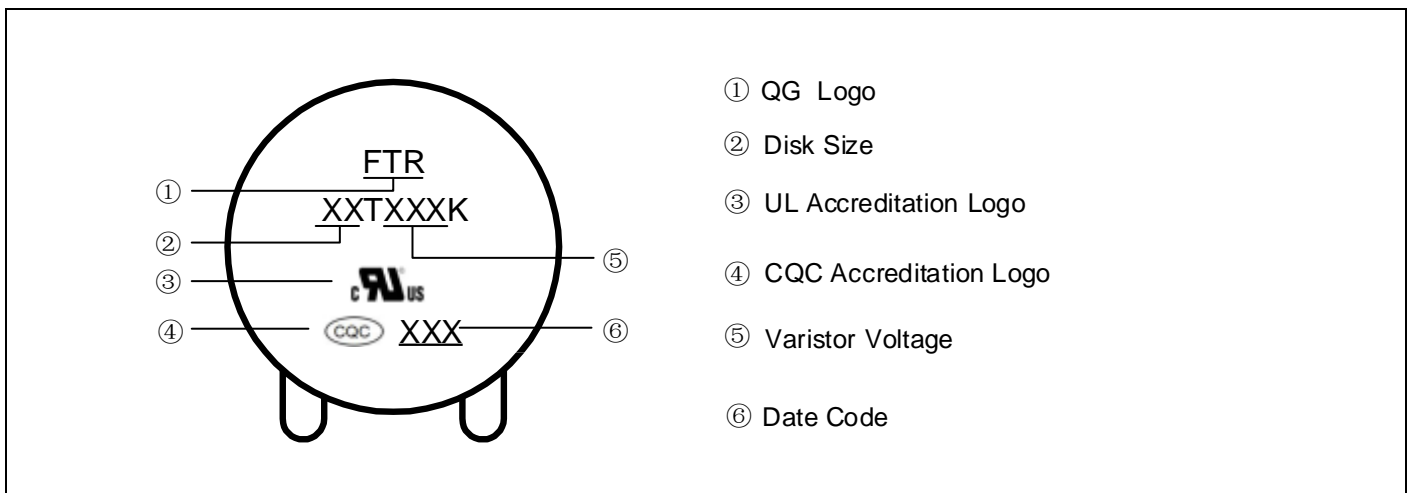 FTR
XXTXXXK
c RU ® US
CQC XXX
①
②
③
④
⑤
⑥
① QG Logo
② Disk Size
③ UL Accreditation Logo
④ CQC Accreditation Logo
⑤ Varistor Voltage
⑥ Date Code